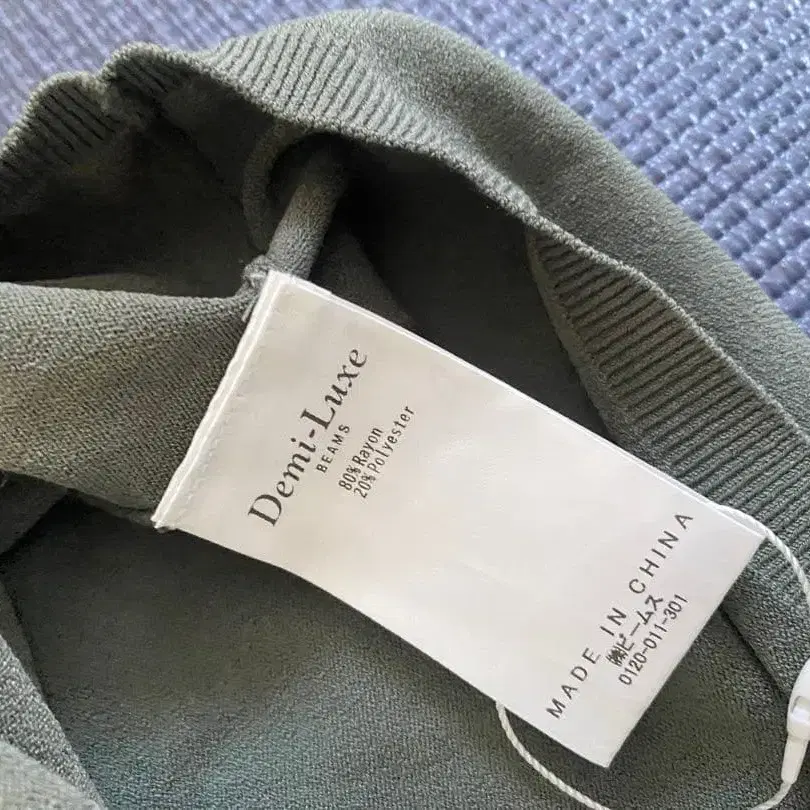 Demi-Luxe
BEAMS
80%Rayon
20%Polyester
MADE IN CHINA
㈱ビームス
0120-011-301